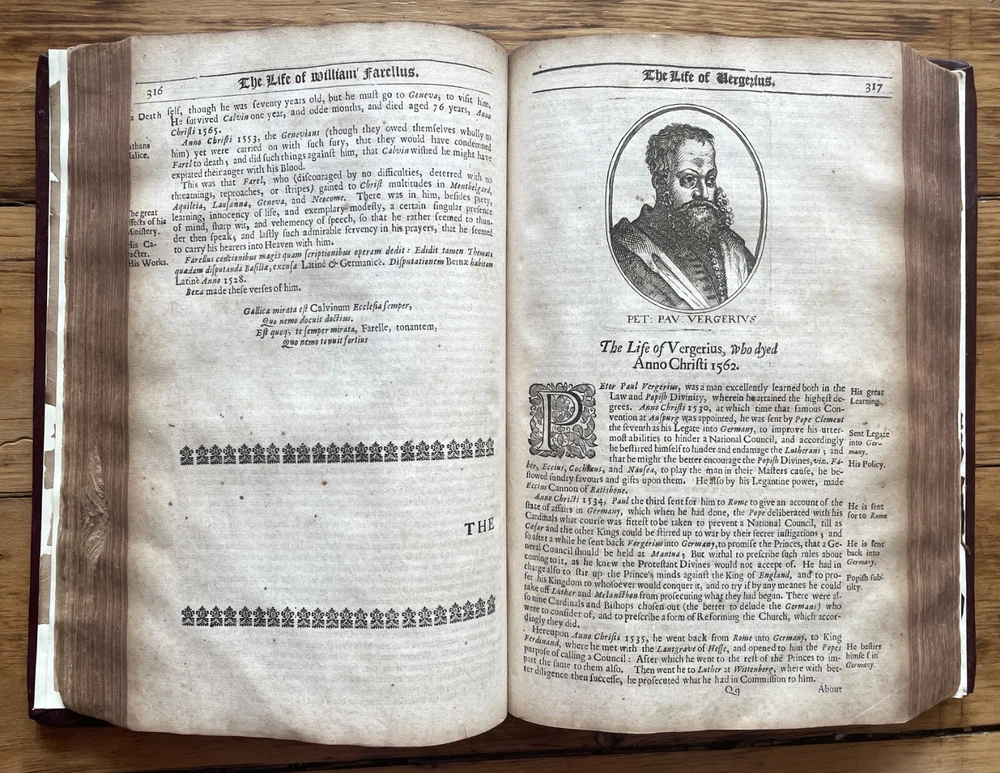 316
The Life of William Farellus.
s Death
self, though he was seventy years old, but he must go to Geneva, to visit him.
He survived Calvin one year, and odde months, and died aged 76 years, Anno
Christi 1565.
Anno Christi 1553, the Genevians (though they owed themselves wholly to
him) yet were carried on with such fury, that they would have condemned
Farel to death; and did such things against him, that Calvin wished he might have
expiated their anger with his Blood.
athans
alice.
This was that Farel, who (discouraged by no difficulties, deterred with no
threatnings, reproaches, or stripes) gained to Christ multitudes in Montbelgard,
Aquileia, Lausanna, Geneva, and Neocome. There was in him, besides piety,
learning, innocency of life, and exemplary modesty, a certain singular presence
of mind, sharp wit, and vehemency of speech, so that he rather seemed to thun-
der then speak; and lastly such admirable fervency in his prayers, that he seemed
to carry his hearers into Heaven with him.
he great
ffects of his
Ministery.
His Ca-
racter.
His Works.
Farellus concionibus magis quam scriptionibus operam dedit: Edidit tamen Themata
quædam disputanda Basiliæ, excusa Latinè & Germanicè. Disputationem Bernæ habitam
Latinè Anno 1528.
Beza made these verses of him.
Gallica mirata est Calvinum Ecclesia semper,
Quo nemo docuit doctius.
Est quoq; te semper mirata, Farelle, tonantem,
Quo nemo tonuit fortius
THE
The Life of Vergerius.
317
PET: PAV: VERGERIVS
The Life of Vergerius, who dyed
Anno Christi 1562.
PEter Paul Vergerius, was a man excellently learned both in the
Law and Popish Divinity, wherein he attained the highest de-
grees. Anno Christi 1530, at which time that famous Con-
vention at Auspurg was appointed, he was sent by Pope Clement
the seventh as his Legate into Germany, to improve his utter-
most abilities to hinder a National Council, and accordingly
he bestirred himself to hinder and endamage the Lutherans; and
that he might the better encourage the Popish Divines, viz. Fa-
ber, Eccius, Cochleus, and Nausea, to play the man in their Masters cause, he be-
stowed sundry favours and gifts upon them. He also by his Legantine power, made
Eccius Cannon of Ratisbone.
His great
Learning.
Sent Legate
into Ger-
many.
His Policy.
Anno Christi 1534, Paul the third sent for him to Rome to give an account of the
state of affairs in Germany, which when he had done, the Pope deliberated with his
Cardinals what course was fittest to be taken to prevent a National Council, till as
Cæsar and the other Kings could be stirred up to war by their secret instigations; and
so after a while he sent back Vergerius into Germany, to promise the Princes, that a Ge-
neral Council should be held at Mantua; But withal to prescribe such rules about
coming to it, as he knew the Protestant Divines would not accept of. He had in
charge also to stir up the Prince's minds against the King of England, and to pro-
fer his Kingdom to whosoever would conquer it, and to try if by any means he could
take off Luther and Melancthon from prosecuting what they had begun. There were al-
so nine Cardinals and Bishops chosen out (the better to delude the Germans) who
were to consider of, and to prescribe a form of Reforming the Church, which accor-
dingly they did.
He is sent
for to Rome
He is sent
back into
Germany.
Popish sub-
tilty.
Hereupon Anno Christi 1535, he went back from Rome into Germany, to King
Ferdinand, where he met with the Lantgrave of Hesse, and opened to him the Popes
purpose of calling a Council: After which he went to the rest of the Princes to im-
part the same to them also. Then went he to Luther at Wittenberg, where with bet-
ter diligence then successe, he prosecuted what he had in Commission to him.
He bestirs
himself in
Germany.
Qq
About